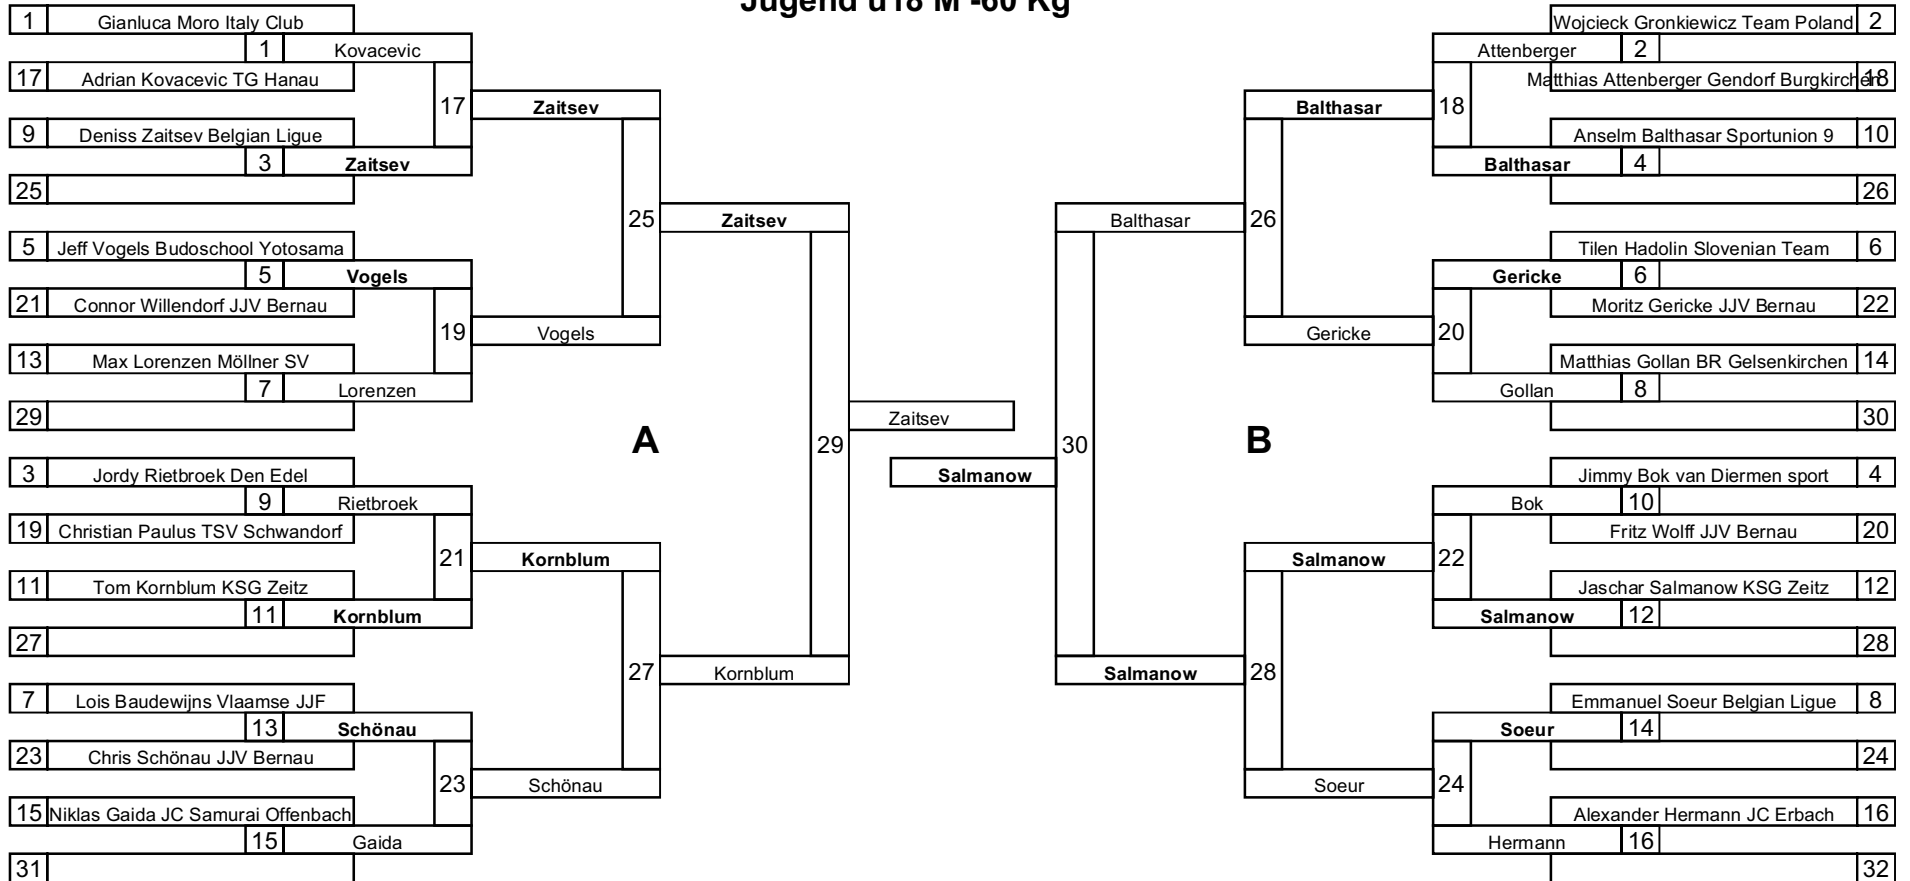 Jugend u18 M -60 Kg
1 Gianluca Moro Italy Club
1 Kovacevic
17 Adrian Kovacevic TG Hanau
17 Zaitsev
9 Deniss Zaitsev Belgian Ligue
3 Zaitsev
25
25 Zaitsev
5 Jeff Vogels Budoschool Yotosama
5 Vogels
21 Connor Willendorf JJV Bernau
19 Vogels
13 Max Lorenzen Möllner SV
7 Lorenzen
29
Zaitsev
A
29
3 Jordy Rietbroek Den Edel
9 Rietbroek
19 Christian Paulus TSV Schwandorf
21 Kornblum
11 Tom Kornblum KSG Zeitz
11 Kornblum
27
27 Kornblum
7 Lois Baudewijns Vlaamse JJF
13 Schönau
23 Chris Schönau JJV Bernau
23 Schönau
15 Niklas Gaida JC Samurai Offenbach
15 Gaida
31
Wojcieck Gronkiewicz Team Poland 2
Attenberger 2
Matthias Attenberger Gendorf Burgkirchen 18
Balthasar 18
Anselm Balthasar Sportunion 9 10
Balthasar 4
26
Balthasar 26
Tilen Hadolin Slovenian Team 6
Gericke 6
Moritz Gericke JJV Bernau 22
Gericke 20
Matthias Gollan BR Gelsenkirchen 14
Gollan 8
30
B
30
Salmanow
Jimmy Bok van Diermen sport 4
Bok 10
Fritz Wolff JJV Bernau 20
Salmanow 22
Jaschar Salmanow KSG Zeitz 12
Salmanow 12
28
Salmanow 28
Emmanuel Soeur Belgian Ligue 8
Soeur 14
24
Soeur 24
Alexander Hermann JC Erbach 16
Hermann 16
32